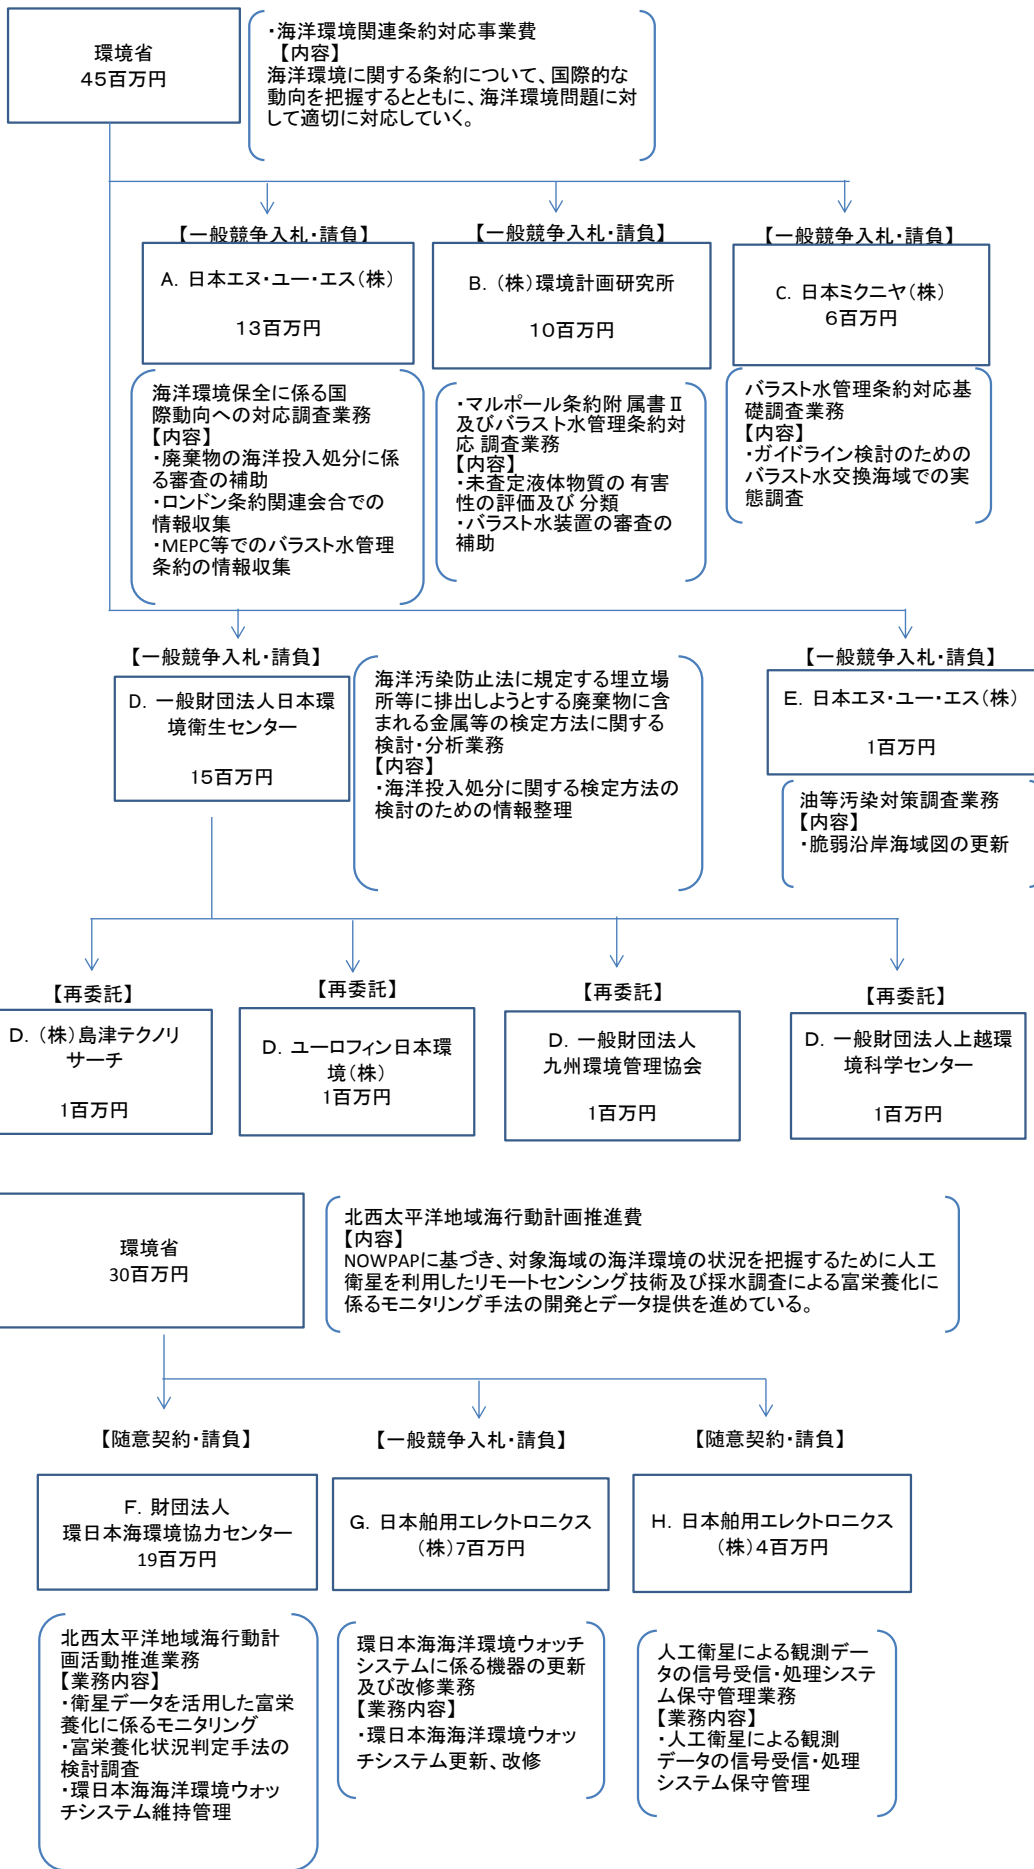 環境省
45百万円
・海洋環境関連条約対応事業費
【内容】
海洋環境に関する条約について、国際的な
動向を把握するとともに、海洋環境問題に対
して適切に対応していく。
【一般競争入札・請負】
A. 日本エヌ・ユー・エス（株）
13百万円
【一般競争入札・請負】
B. （株）環境計画研究所
10百万円
【一般競争入札・請負】
C. 日本ミクニヤ（株）
6百万円
海洋環境保全に係る国
際動向への対応調査業務
【内容】
・廃棄物の海洋投入処分に係
る審査の補助
・ロンドン条約関連会合での
情報収集
・MEPC等でのバラスト水管理
条約の情報収集
・マルポール条約附 属書Ⅱ
及びバラスト水管理条約対
応 調査業務
【内容】
・未査定液体物質の 有害
性の評価及び 分類
・バラスト水装置の審査の
補助
バラスト水管理条約対応基
礎調査業務
【内容】
・ガイドライン検討のための
バラスト水交換海域での実
態調査
【一般競争入札・請負】
D. 一般財団法人日本環
境衛生センター
15百万円
海洋汚染防止法に規定する埋立場
所等に排出しようとする廃棄物に含
まれる金属等の検定方法に関する
検討・分析業務
【内容】
・海洋投入処分に関する検定方法の
検討のための情報整理
【一般競争入札・請負】
E. 日本エヌ・ユー・エス（株）
1百万円
油等汚染対策調査業務
【内容】
・脆弱沿岸海域図の更新
【再委託】
D. （株）島津テクノリ
サーチ
1百万円
【再委託】
D. ユーロフィン日本環
境（株）
1百万円
【再委託】
D. 一般財団法人
九州環境管理協会
1百万円
【再委託】
D. 一般財団法人上越環
境科学センター
1百万円
環境省
30百万円
北西太平洋地域海行動計画推進費
【内容】
NOWPAPに基づき、対象海域の海洋環境の状況を把握するために人工
衛星を利用したリモートセンシング技術及び採水調査による富栄養化に
係るモニタリング手法の開発とデータ提供を進めている。
【随意契約・請負】
F. 財団法人
環日本海環境協力センター
19百万円
【一般競争入札・請負】
G. 日本舶用エレクトロニクス
（株）7百万円
【随意契約・請負】
H. 日本舶用エレクトロニクス
（株）4百万円
北西太平洋地域海行動計
画活動推進業務
【業務内容】
・衛星データを活用した富栄
養化に係るモニタリング
・富栄養化状況判定手法の
検討調査
・環日本海海洋環境ウォッ
チシステム維持管理
環日本海海洋環境ウォッチ
システムに係る機器の更新
及び改修業務
【業務内容】
・環日本海海洋環境ウォッ
チシステム更新、改修
人工衛星による観測デー
タの信号受信・処理システ
ム保守管理業務
【業務内容】
・人工衛星による観測
データの信号受信・処理
システム保守管理